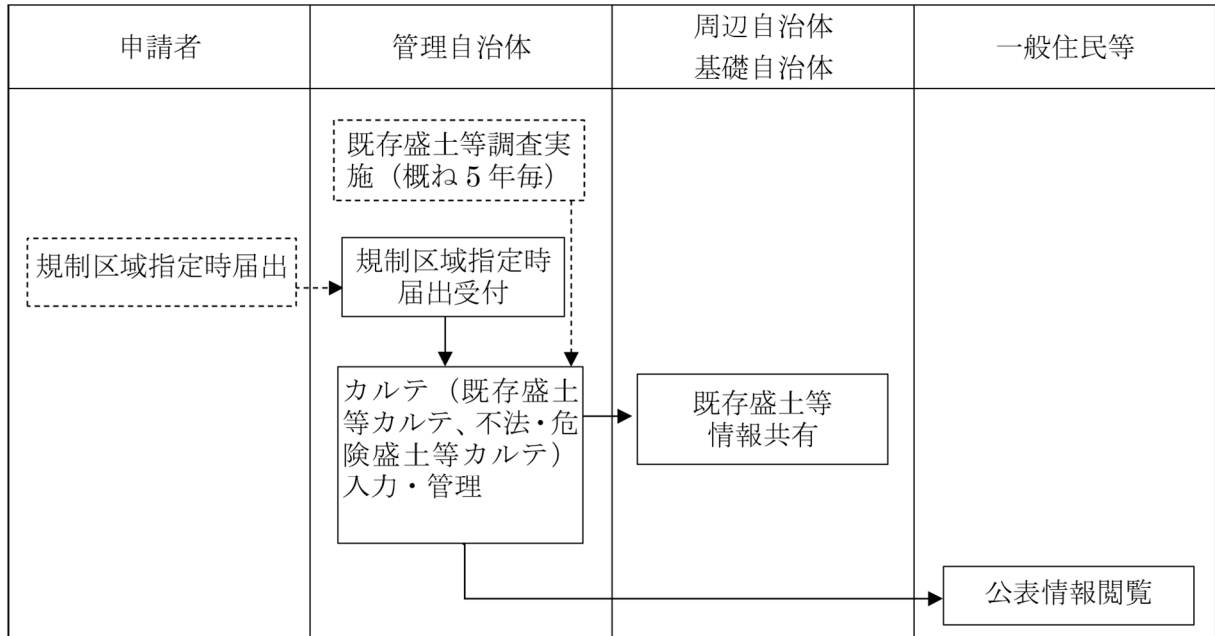 申請者
管理自治体
周辺自治体
基礎自治体
一般住民等
既存盛土等調査実
施（概ね5年毎）
規制区域指定時届出
規制区域指定時
届出受付
カルテ（既存盛土
等カルテ、不法・危
険盛土等カルテ）
入力・管理
既存盛土等
情報共有
公表情報閲覧